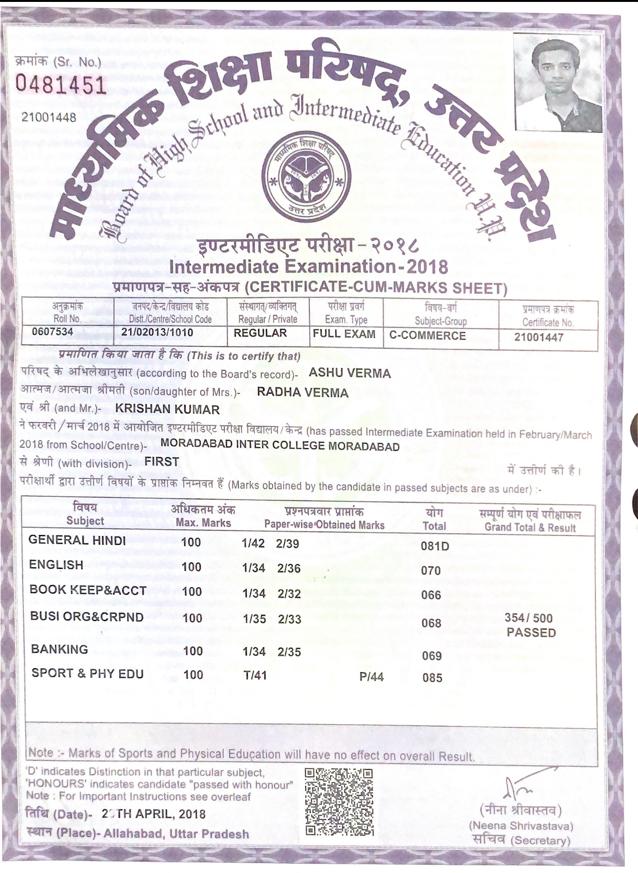 क्रमांक (Sr. No.)
0481451
21001448
माध्यमिक शिक्षा परिषद्, उत्तर प्रदेश
Board of High School and Intermediate Education U.P.
माध्यमिक शिक्षा परिषद्
उत्तर प्रदेश
इण्टरमीडिएट परीक्षा - २०१८
Intermediate Examination - 2018
प्रमाणपत्र-सह-अंकपत्र (CERTIFICATE-CUM-MARKS SHEET)
अनुक्रमांक जनपद/केन्द्र/विद्यालय कोड संस्थागत/व्यक्तिगत् परीक्षा प्रवर्ग विषय-वर्ग प्रमाणपत्र क्रमांक
Roll No. Distt./Centre/School Code Regular / Private Exam. Type Subject-Group Certificate No.
0607534 21/02013/1010 REGULAR FULL EXAM C-COMMERCE 21001447
प्रमाणित किया जाता है कि (This is to certify that)
परिषद् के अभिलेखानुसार (according to the Board's record)- ASHU VERMA
आत्मज/आत्मजा श्रीमती (son/daughter of Mrs.)- RADHA VERMA
एवं श्री (and Mr.)- KRISHAN KUMAR
ने फरवरी/मार्च 2018 में आयोजित इण्टरमीडिएट परीक्षा विद्यालय/केन्द्र (has passed Intermediate Examination held in February/March
2018 from School/Centre)- MORADABAD INTER COLLEGE MORADABAD
से श्रेणी (with division)- FIRST में उत्तीर्ण की है।
परीक्षार्थी द्वारा उत्तीर्ण विषयों के प्राप्तांक निम्नवत हैं (Marks obtained by the candidate in passed subjects are as under) :-
विषय अधिकतम अंक प्रश्नपत्रवार प्राप्तांक योग सम्पूर्ण योग एवं परीक्षाफल
Subject Max. Marks Paper-wise Obtained Marks Total Grand Total & Result
GENERAL HINDI 100 1/42 2/39 081D
ENGLISH 100 1/34 2/36 070
BOOK KEEP&ACCT 100 1/34 2/32 066
BUSI ORG&CRPND 100 1/35 2/33 068 354/500
PASSED
BANKING 100 1/34 2/35 069
SPORT & PHY EDU 100 T/41 P/44 085
Note :- Marks of Sports and Physical Education will have no effect on overall Result.
'D' indicates Distinction in that particular subject,
'HONOURS' indicates candidate "passed with honour"
Note : For Important Instructions see overleaf
तिथि (Date)- APRIL, 2018
स्थान (Place)- Allahabad, Uttar Pradesh
(नीना श्रीवास्तव)
(Neena Shrivastava)
सचिव (Secretary)